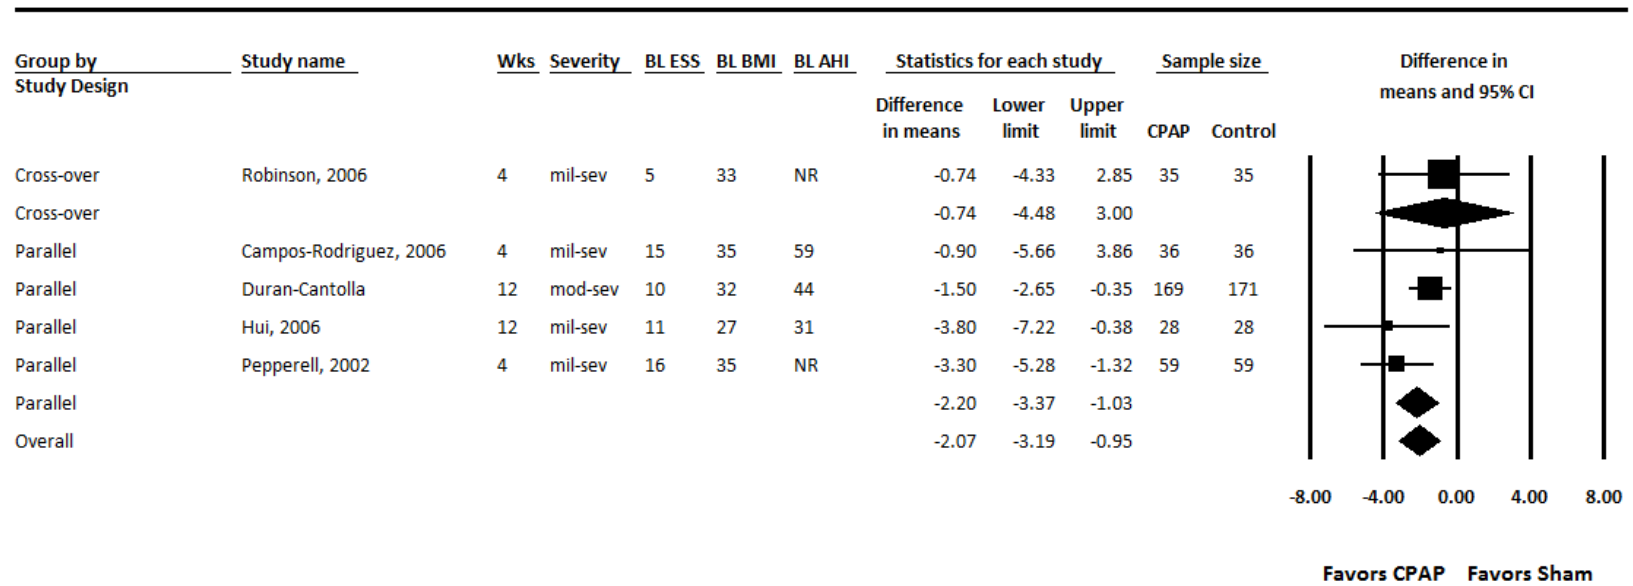 Group by Study name Wks Severity BL ESS BL BMI BL AHI Statistics for each study Sample size Difference in
Study Design means and 95% CI
Difference Lower Upper
in means limit limit CPAP Control
Cross-over Robinson, 2006 4 mil-sev 5 33 NR -0.74 -4.33 2.85 35 35
Cross-over -0.74 -4.48 3.00
Parallel Campos-Rodriguez, 2006 4 mil-sev 15 35 59 -0.90 -5.66 3.86 36 36
Parallel Duran-Cantolla 12 mod-sev 10 32 44 -1.50 -2.65 -0.35 169 171
Parallel Hui, 2006 12 mil-sev 11 27 31 -3.80 -7.22 -0.38 28 28
Parallel Pepperell, 2002 4 mil-sev 16 35 NR -3.30 -5.28 -1.32 59 59
Parallel -2.20 -3.37 -1.03
Overall -2.07 -3.19 -0.95
-8.00 -4.00 0.00 4.00 8.00
Favors CPAP Favors Sham